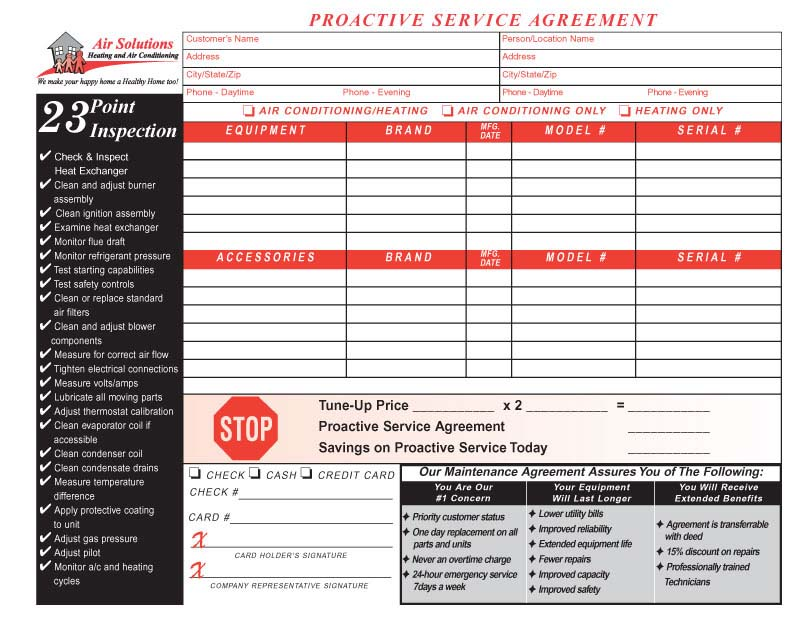 PROACTIVE SERVICE AGREEMENT
Air Solutions
Heating and Air Conditioning
We make your happy home a Healthy Home too!
Customer's Name
Person/Location Name
Address
Address
City/State/Zip
City/State/Zip
Phone - Daytime
Phone - Evening
Phone - Daytime
Phone - Evening
AIR CONDITIONING/HEATING
AIR CONDITIONING ONLY
HEATING ONLY
23 Point
Inspection
✔ Check & Inspect
Heat Exchanger
✔ Clean and adjust burner
assembly
✔ Clean ignition assembly
✔ Examine heat exchanger
✔ Monitor flue draft
✔ Monitor refrigerant pressure
✔ Test starting capabilities
✔ Test safety controls
✔ Clean or replace standard
air filters
✔ Clean and adjust blower
components
✔ Measure for correct air flow
✔ Tighten electrical connections
✔ Measure volts/amps
✔ Lubricate all moving parts
✔ Adjust thermostat calibration
✔ Clean evaporator coil if
accessible
✔ Clean condenser coil
✔ Clean condensate drains
✔ Measure temperature
difference
✔ Apply protective coating
to unit
✔ Adjust gas pressure
✔ Adjust pilot
✔ Monitor a/c and heating
cycles
EQUIPMENT BRAND MFG. DATE MODEL # SERIAL #
ACCESSORIES BRAND MFG. DATE MODEL # SERIAL #
STOP
Tune-Up Price __________ x 2 __________ = __________
Proactive Service Agreement __________
Savings on Proactive Service Today __________
CHECK CASH CREDIT CARD
CHECK #
CARD #
X
CARD HOLDER'S SIGNATURE
X
COMPANY REPRESENTATIVE SIGNATURE
Our Maintenance Agreement Assures You of The Following:
You Are Our
#1 Concern
✦ Priority customer status
✦ One day replacement on all
parts and units
✦ Never an overtime charge
✦ 24-hour emergency service
7days a week
Your Equipment
Will Last Longer
✦ Lower utility bills
✦ Improved reliability
✦ Extended equipment life
✦ Fewer repairs
✦ Improved capacity
✦ Improved safety
You Will Receive
Extended Benefits
✦ Agreement is transferrable
with deed
✦ 15% discount on repairs
✦ Professionally trained
Technicians